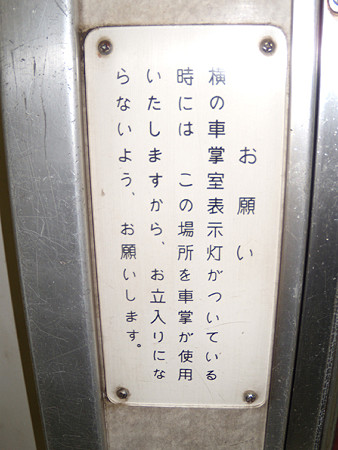 お願い
横の車掌室表示灯がついている
時には この場所を車掌が使用
いたしますから、お立入りにな
らないよう、お願いします。